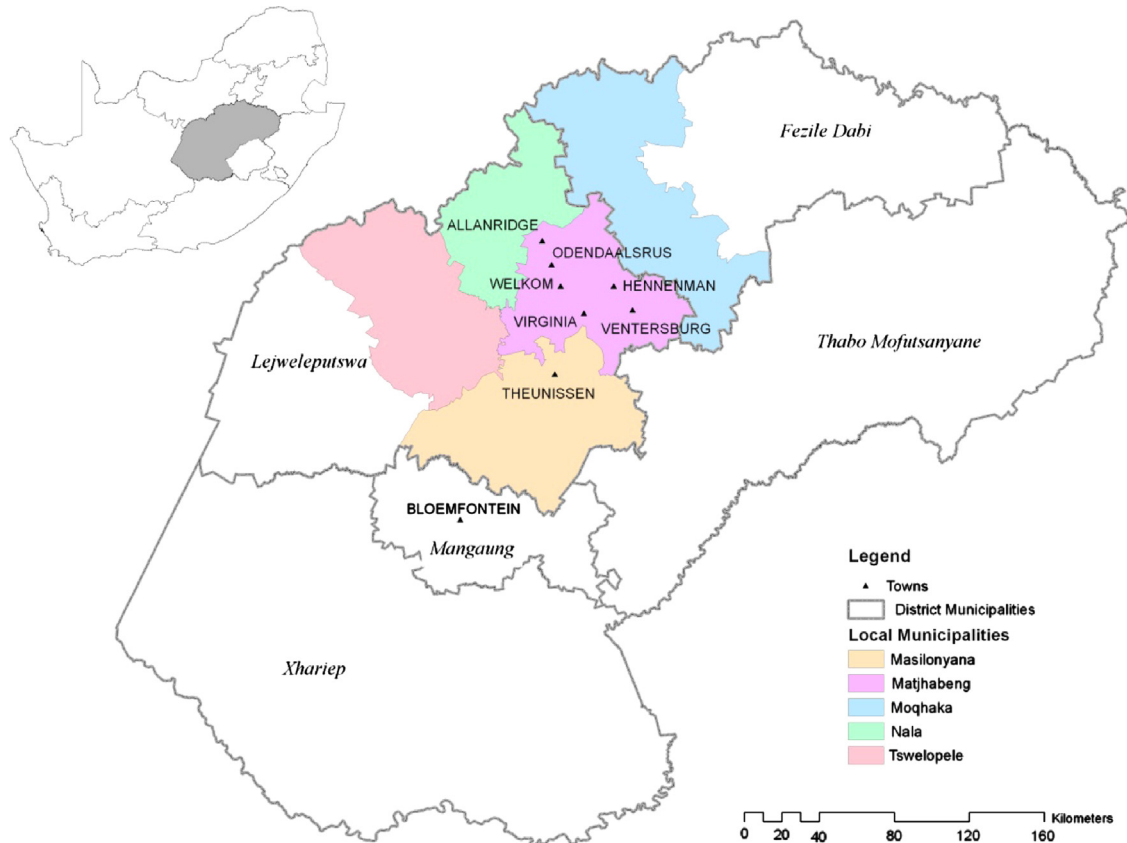 Fezile Dabi
ALLANRIDGE
ODENDAALSRUS
WELKOM
HENNENMAN
VIRGINIA
VENTERSBURG
Thabo Mofutsanyane
Lejweleputswa
THEUNISSEN
BLOEMFONTEIN
Mangaung
Xhariep
Legend
Towns
District Municipalities
Local Municipalities
Masilonyana
Matjhabeng
Moqhaka
Nala
Tswelopele
Kilometers
0 20 40 80 120 160